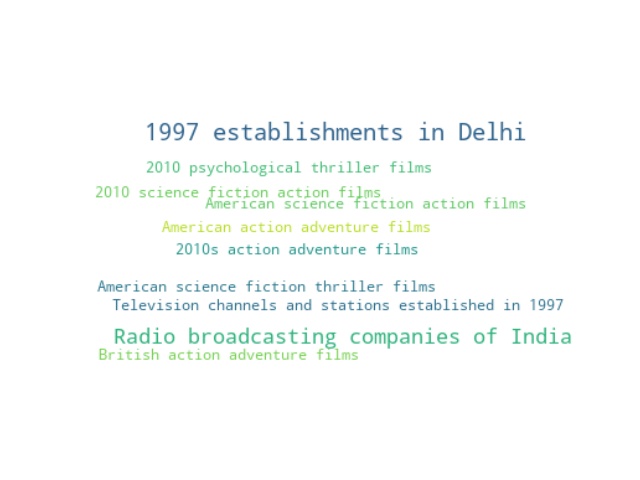 1997 establishments in Delhi
2010 psychological thriller films
2010 science fiction action films
American science fiction action films
American action adventure films
2010s action adventure films
American science fiction thriller films
Television channels and stations established in 1997
Radio broadcasting companies of India
British action adventure films